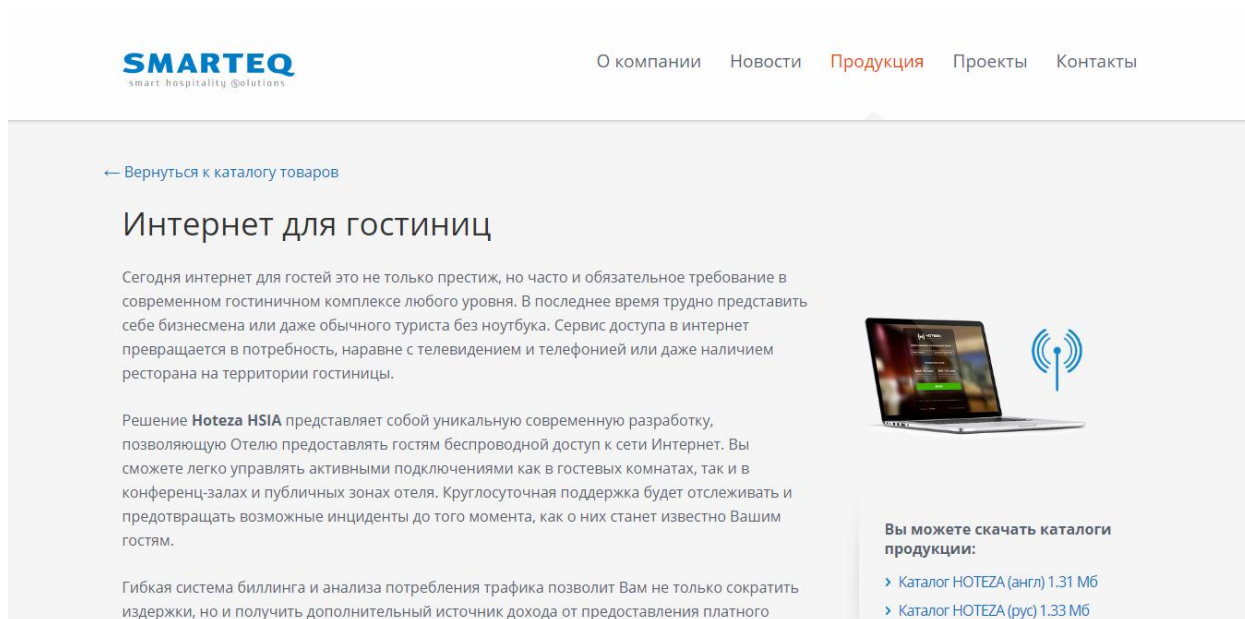 SMARTEQ
smart hospitality Solutions
О компании Новости Продукция Проекты Контакты
← Вернуться к каталогу товаров
Интернет для гостиниц
Сегодня интернет для гостей это не только престиж, но часто и обязательное требование в
современном гостиничном комплексе любого уровня. В последнее время трудно представить
себе бизнесмена или даже обычного туриста без ноутбука. Сервис доступа в интернет
превращается в потребность, наравне с телевидением и телефонией или даже наличием
ресторана на территории гостиницы.
Решение Hoteza HSIA представляет собой уникальную современную разработку,
позволяющую Отелю предоставлять гостям беспроводной доступ к сети Интернет. Вы
сможете легко управлять активными подключениями как в гостевых комнатах, так и в
конференц-залах и публичных зонах отеля. Круглосуточная поддержка будет отслеживать и
предотвращать возможные инциденты до того момента, как о них станет известно Вашим
гостям.
Гибкая система биллинга и анализа потребления трафика позволит Вам не только сократить
издержки, но и получить дополнительный источник дохода от предоставления платного
HOTEZA
Вы можете скачать каталоги
продукции:
› Каталог HOTEZA (англ) 1.31 Мб
› Каталог HOTEZA (рус) 1.33 Мб